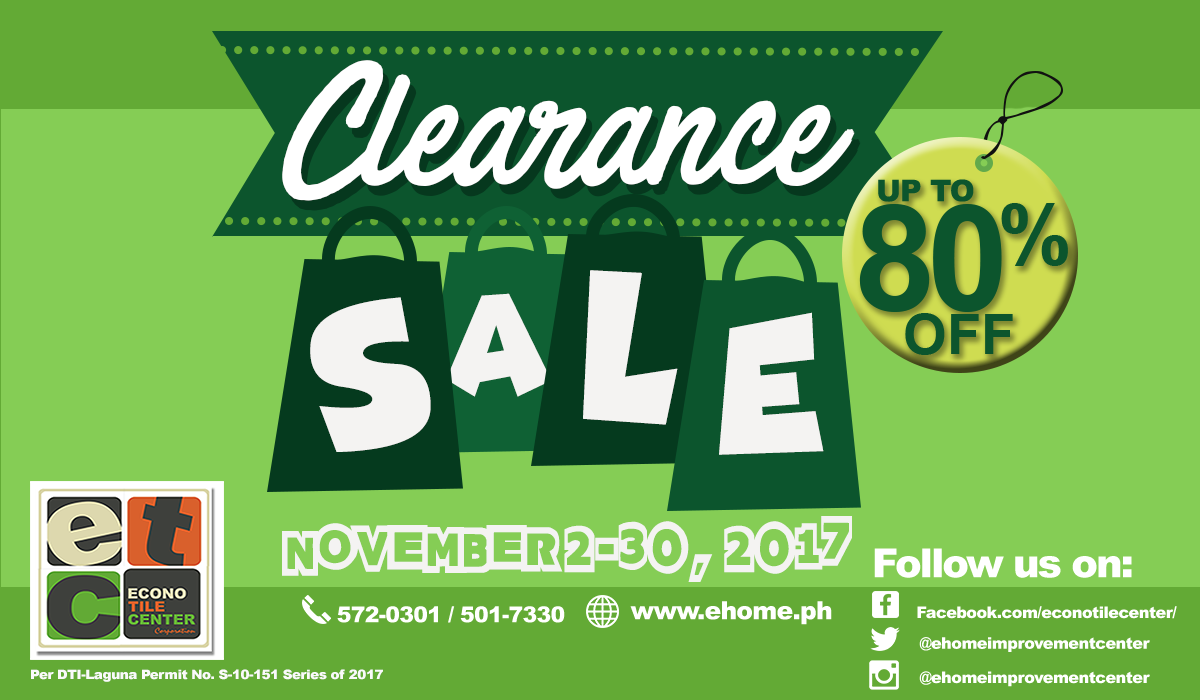 Clearance
SALE
UP TO
80%
OFF
NOVEMBER 2-30, 2017
572-0301 / 501-7330
www.ehome.ph
etc
ECONO
TILE
CENTER
Corporation
Per DTI-Laguna Permit No. S-10-151 Series of 2017
Follow us on:
Facebook.com/econotilecenter/
@ehomeimprovementcenter
@ehomeimprovementcenter